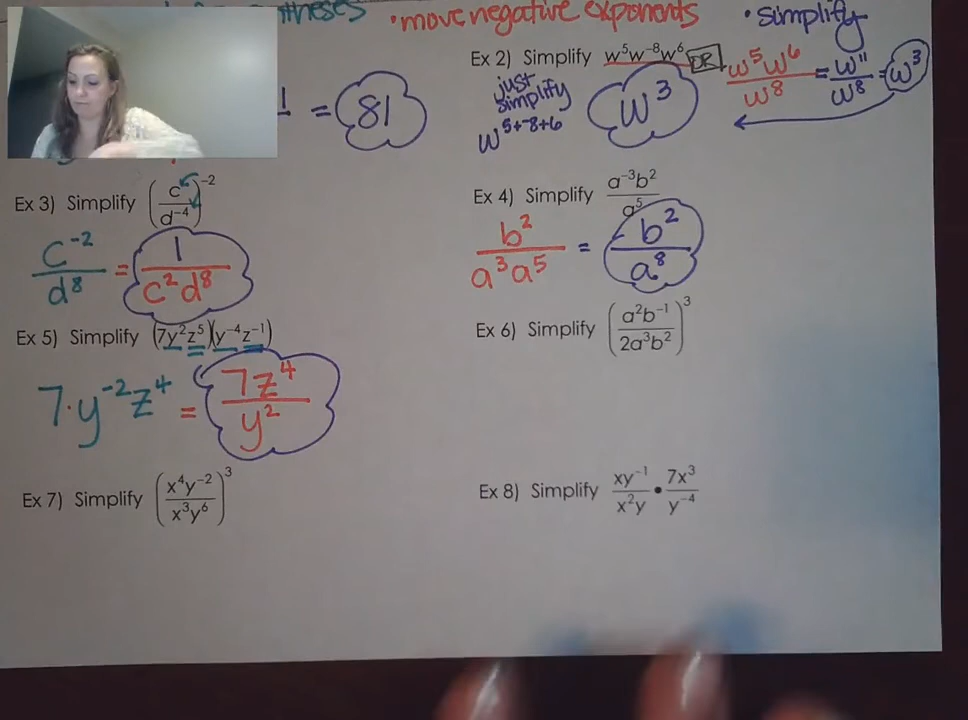 • move negative exponents • simplify
= 81
Ex 2) Simplify w⁵w⁻⁸w⁶ OR w⁵w⁶/w⁸ = w¹¹/w⁸ = w³
just simplify
w⁵⁺⁻⁸⁺⁶ w³
Ex 3) Simplify (c/d⁻⁴)⁻²
c⁻²/d⁸ = 1/c²d⁸
Ex 4) Simplify a⁻³b²/a⁵
b²/a³a⁵ = b²/a⁸
Ex 5) Simplify (7y²z⁵)(y⁻⁴z⁻¹)
7·y⁻²z⁴ = 7z⁴/y²
Ex 6) Simplify (a²b⁻¹/2a³b²)³
Ex 7) Simplify (x⁴y⁻²/x³y⁶)³
Ex 8) Simplify xy⁻¹/x²y • 7x³/y⁻⁴